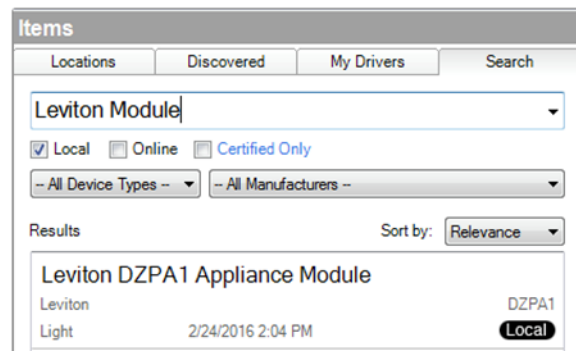 Items
Locations Discovered My Drivers Search
Leviton Module
Local Online Certified Only
-- All Device Types -- -- All Manufacturers --
Results Sort by: Relevance
Leviton DZPA1 Appliance Module
Leviton DZPA1
Light 2/24/2016 2:04 PM Local